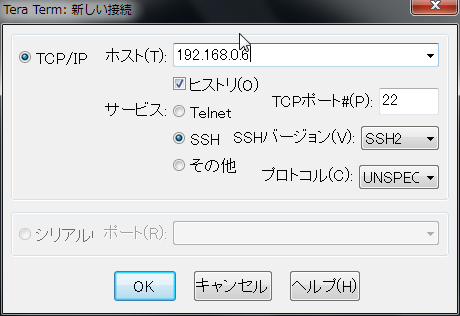 Tera Term: 新しい接続
TCP/IP ホスト(T): 192.168.0.6
ヒストリ(O)
サービス: Telnet TCPポート#(P): 22
SSH SSHバージョン(V): SSH2
その他 プロトコル(C): UNSPEC
シリアル ポート(R):
OK キャンセル ヘルプ(H)